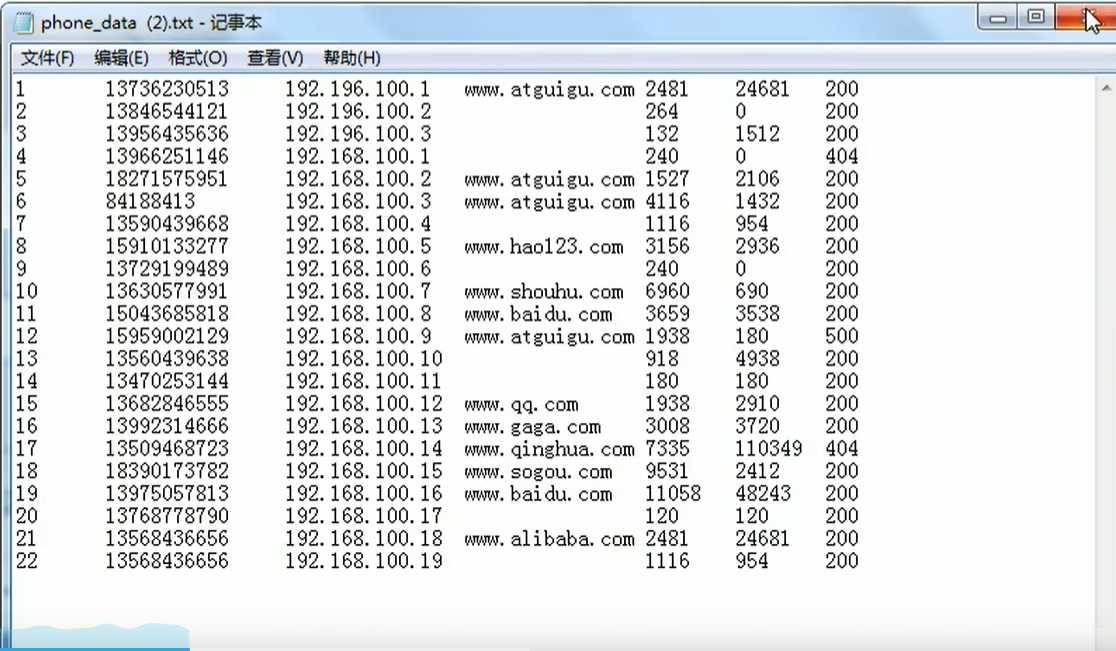 phone_data (2).txt - 记事本
文件(F) 编辑(E) 格式(O) 查看(V) 帮助(H)
1 13736230513 192.196.100.1 www.atguigu.com 2481 24681 200
2 13846544121 192.196.100.2 264 0 200
3 13956435636 192.196.100.3 132 1512 200
4 13966251146 192.168.100.1 240 0 404
5 18271575951 192.168.100.2 www.atguigu.com 1527 2106 200
6 84188413 192.168.100.3 www.atguigu.com 4116 1432 200
7 13590439668 192.168.100.4 1116 954 200
8 15910133277 192.168.100.5 www.hao123.com 3156 2936 200
9 13729199489 192.168.100.6 240 0 200
10 13630577991 192.168.100.7 www.shouhu.com 6960 690 200
11 15043685818 192.168.100.8 www.baidu.com 3659 3538 200
12 15959002129 192.168.100.9 www.atguigu.com 1938 180 500
13 13560439638 192.168.100.10 918 4938 200
14 13470253144 192.168.100.11 180 180 200
15 13682846555 192.168.100.12 www.qq.com 1938 2910 200
16 13992314666 192.168.100.13 www.gaga.com 3008 3720 200
17 13509468723 192.168.100.14 www.qinghua.com 7335 110349 404
18 18390173782 192.168.100.15 www.sogou.com 9531 2412 200
19 13975057813 192.168.100.16 www.baidu.com 11058 48243 200
20 13768778790 192.168.100.17 120 120 200
21 13568436656 192.168.100.18 www.alibaba.com 2481 24681 200
22 13568436656 192.168.100.19 1116 954 200